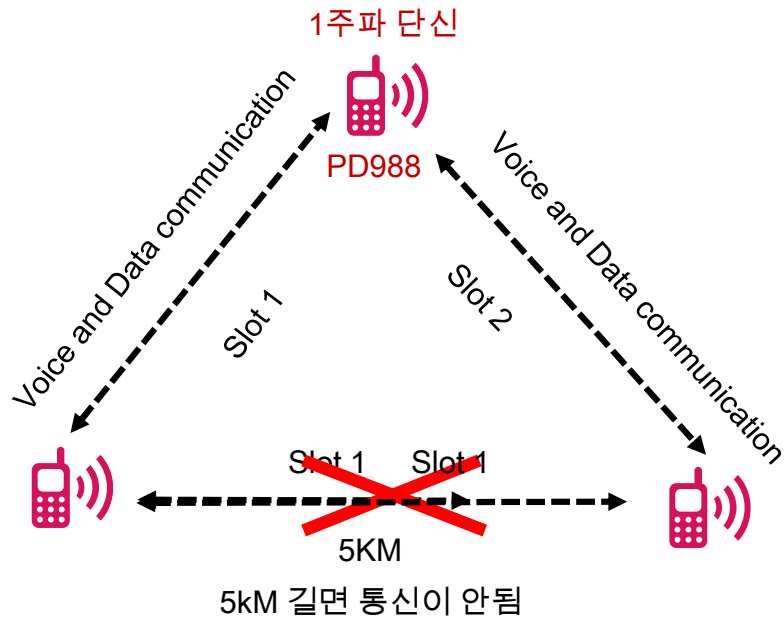 1주파 단신
PD988
Voice and Data communication
Slot 1
Slot 2
Voice and Data communication
Slot 1 Slot 1
5KM
5kM 길면 통신이 안됨